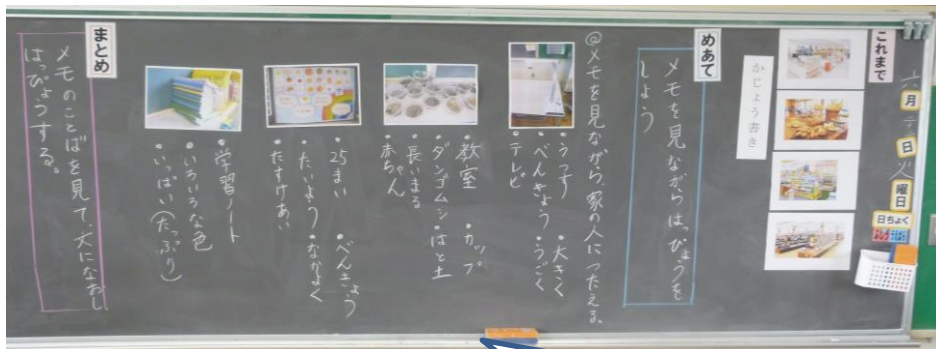 六月
日
火
曜日
日ちょく
これまで
かじょう書き
めあて
メモを見ながらはっぴょうを
しよう
@メモを見ながら、家の人につたえる。
・うつす ・大きく
・べんきょう ・うごく
・テレビ
・教室 ・カップ
・ダンゴムシ ・はと土
・長いまる
・赤ちゃん
・25まい ・べんきょう
・たいよう ・なかよく
・たすけあい
・学習ノート
・いろいろな色
・いっぱい(たっぷり)
まとめ
メモのことばを見て、文になおし
はっぴょうする。